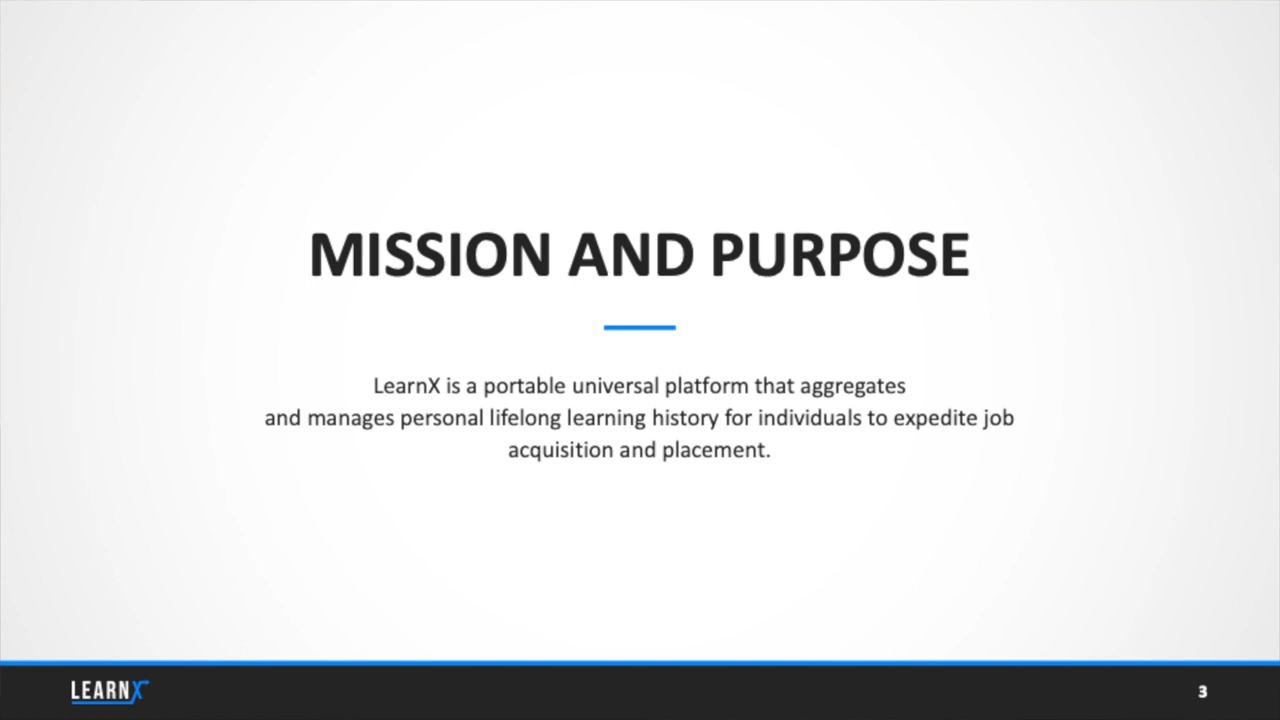 MISSION AND PURPOSE
LearnX is a portable universal platform that aggregates
and manages personal lifelong learning history for individuals to expedite job
acquisition and placement.
LEARNX
3